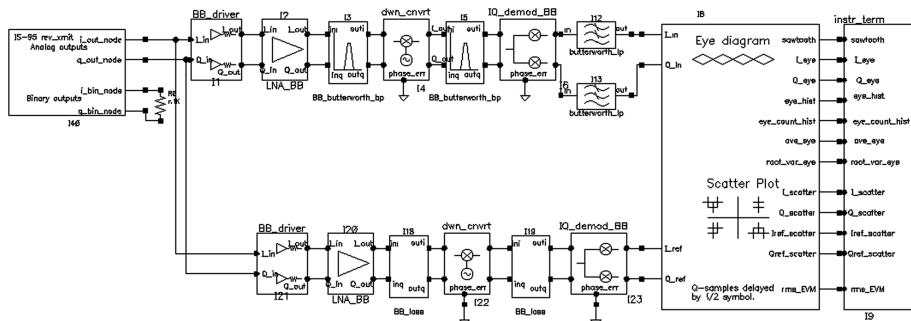 IS-95 rev_xmit
Analog outputs
i_out_node
q_out_node
Binary outputs
i_bin_node
q_bin_node
I46
R0
BB_driver
I_in
I_out
Q_in
Q_out
I1
I2
I_in
I_out
Q_in
Q_out
LNA_BB
I3
ini
outi
inq
outq
BB_butterworth_bp
dwn_cnvrt
phase_err
I4
I5
outi
inq
outq
BB_butterworth_bp
IQ_demod_BB
phase_err
I6
I12
in
out
butterworth_lp
I13
in
out
butterworth_lp
I8
I_in
Q_in
Eye diagram
Scatter Plot
sawtooth
I_eye
Q_eye
eye_hist
eye_count_hist
ave_eye
root_var_eye
I_scatter
Q_scatter
Iref_scatter
Qref_scatter
rms_EVM
I_ref
Q_ref
Q-samples delayed
by 1/2 symbol.
instr_term
sawtooth
I_eye
Q_eye
eye_hist
eye_count_hist
ave_eye
root_var_eye
I_scatter
Q_scatter
Iref_scatter
Qref_scatter
rms_EVM
I9
BB_driver
I_in
I_out
Q_in
Q_out
I21
I20
I_in
I_out
Q_in
Q_out
LNA_BB
I18
ini
outi
inq
outq
BB_loss
dwn_cnvrt
phase_err
I22
I19
ini
outi
inq
outq
BB_loss
IQ_demod_BB
phase_err
I23